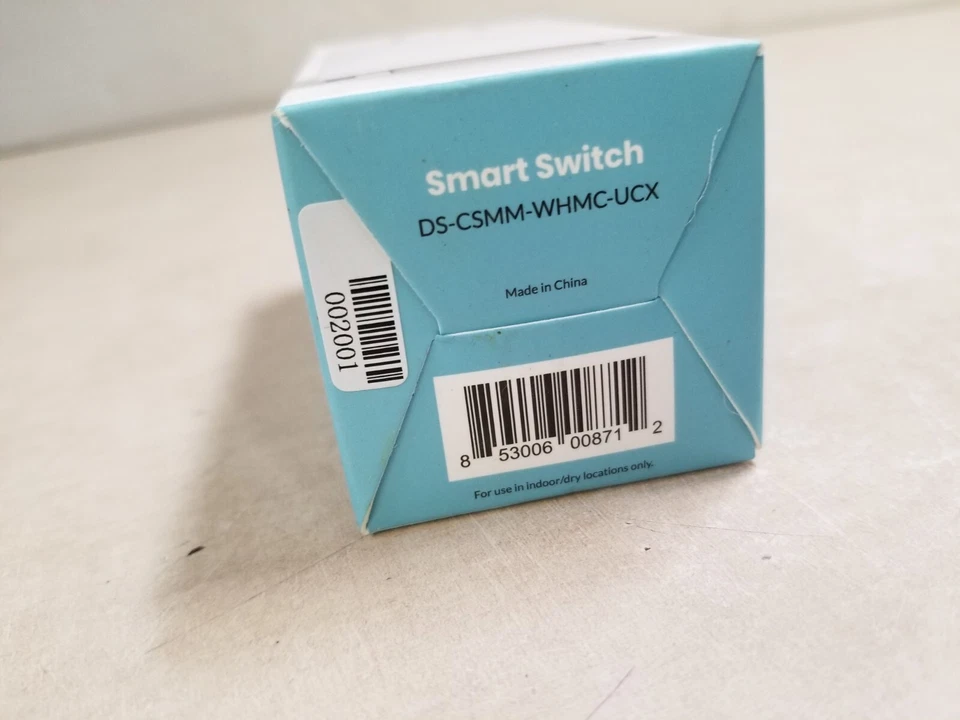 Smart Switch
DS-CSMM-WHMC-UCX
Made in China
002001
8 53006 00871 2
For use in indoor/dry locations only.